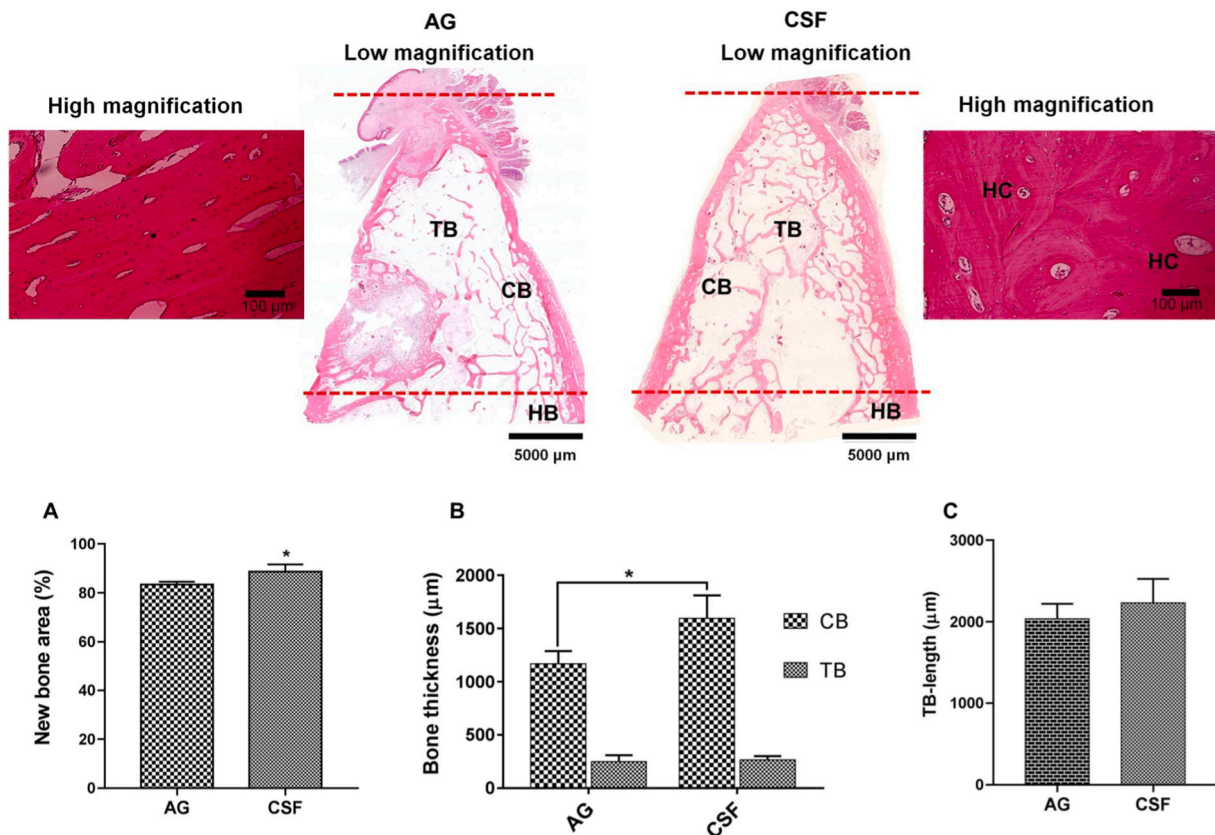 AG
Low magnification
CSF
Low magnification
High magnification
High magnification
TB
CB
HB
100 µm
5000 µm
TB
CB
HB
5000 µm
HC
HC
100 µm
A
New bone area (%)
100
80
60
40
20
0
*
AG
CSF
B
Bone thickness (µm)
2000
1500
1000
500
0
*
CB
TB
AG
CSF
C
TB-length (µm)
3000
2000
1000
0
AG
CSF